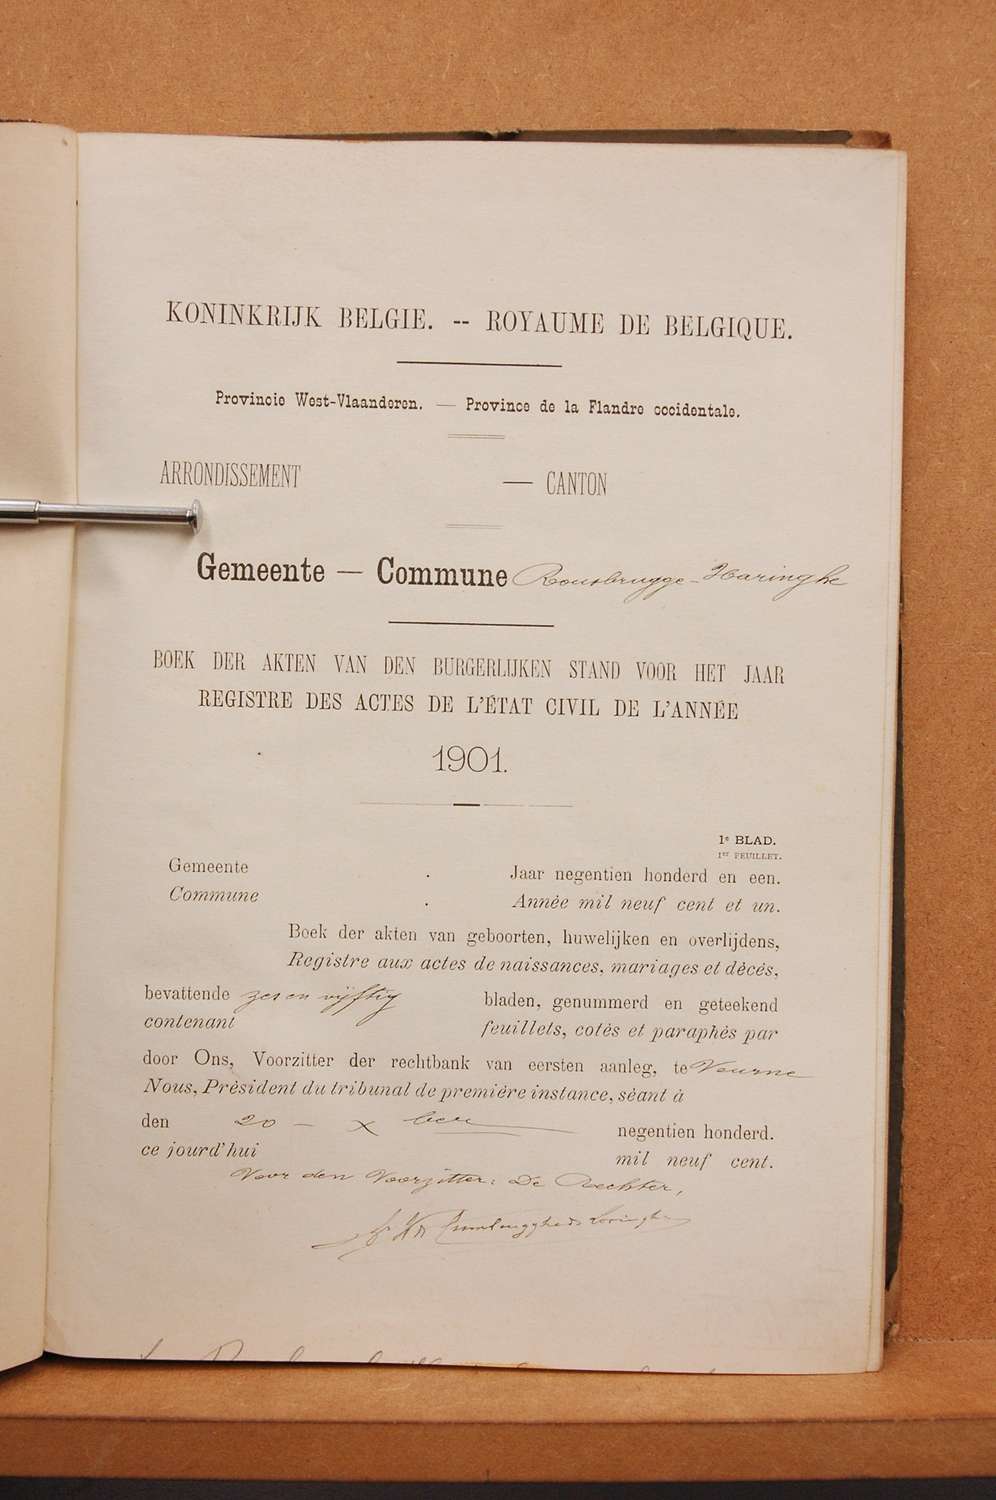 KONINKRIJK BELGIE. -- ROYAUME DE BELGIQUE.
Provincie West-Vlaanderen. — Province de la Flandre occidentale.
ARRONDISSEMENT — CANTON
Gemeente — Commune Rousbrugge-Haringhe
BOEK DER AKTEN VAN DEN BURGERLIJKEN STAND VOOR HET JAAR
REGISTRE DES ACTES DE L'ÉTAT CIVIL DE L'ANNÉE
1901.
1e BLAD.
1er FEUILLET.
Gemeente . Jaar negentien honderd en een.
Commune . Année mil neuf cent et un.
Boek der akten van geboorten, huwelijken en overlijdens,
Registre aux actes de naissances, mariages et décès,
bevattende zes en vijftig bladen, genummerd en geteekend
contenant feuillets, cotés et paraphés par
door Ons, Voorzitter der rechtbank van eersten aanleg, te Veurne
Nous, Président du tribunal de première instance, séant à
den 20 - X ber negentien honderd.
ce jourd'hui mil neuf cent.
Voor den Voorzitter: De Rechter,